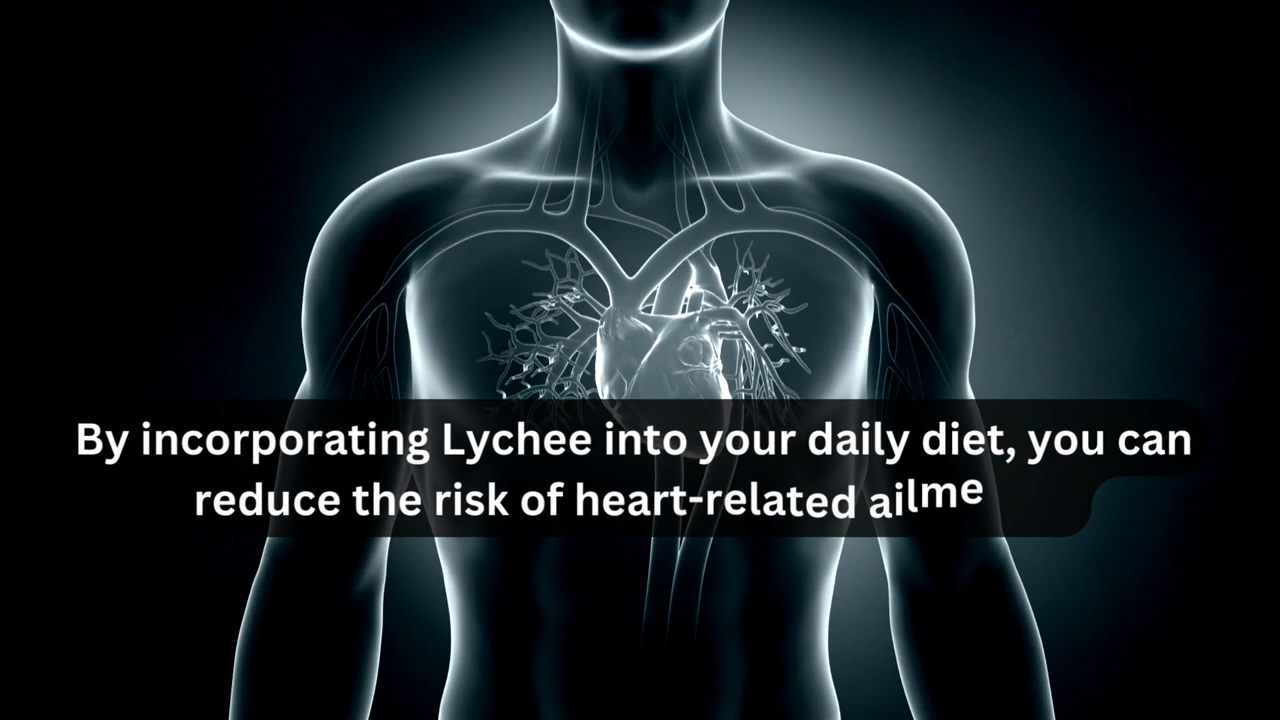 By incorporating Lychee into your daily diet, you can
reduce the risk of heart-related ailme